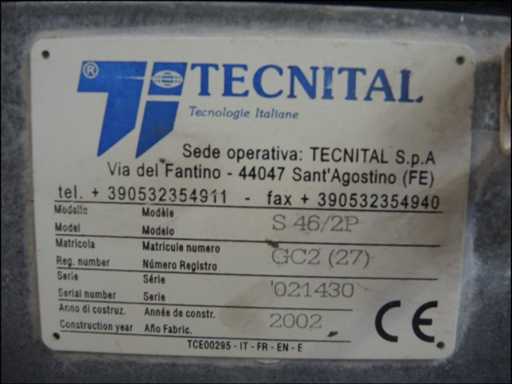 ® Ti TECNITAL
Tecnologie Italiane
Sede operativa: TECNITAL S.p.A
Via del Fantino - 44047 Sant'Agostino (FE)
tel. + 390532354911 - fax + 390532354940
Modello Modèle
Model Modelo S 46/2P
Matricola Matricule numero
Reg. number Número Registro GC2 (27)
Serie Série
Serial number Serie '021430
Anno di costruz. Année de constr.
Construction year Año Fabric. 2002
CE
TCE00295 - IT - FR - EN - E